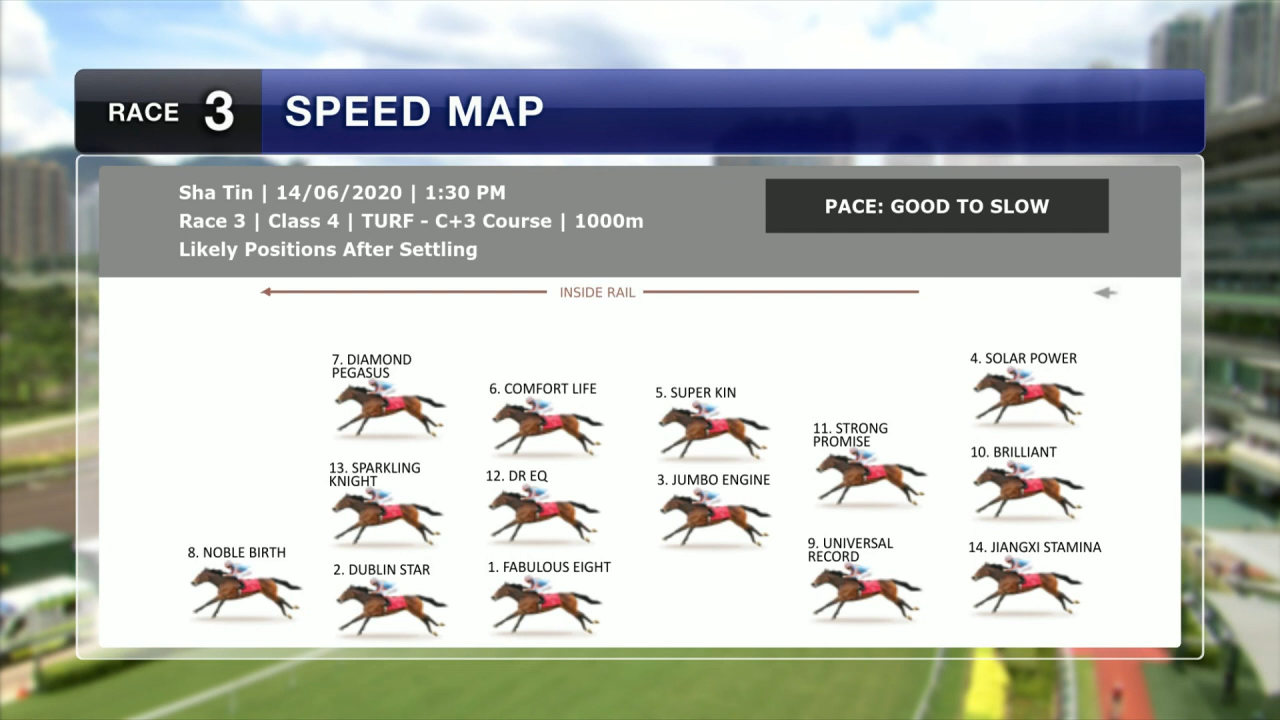 RACE 3 SPEED MAP
Sha Tin | 14/06/2020 | 1:30 PM
Race 3 | Class 4 | TURF - C+3 Course | 1000m
Likely Positions After Settling
PACE: GOOD TO SLOW
INSIDE RAIL
7. DIAMOND
PEGASUS
6. COMFORT LIFE
5. SUPER KIN
4. SOLAR POWER
11. STRONG
PROMISE
13. SPARKLING
KNIGHT
12. DR EQ
3. JUMBO ENGINE
10. BRILLIANT
8. NOBLE BIRTH
2. DUBLIN STAR
1. FABULOUS EIGHT
9. UNIVERSAL
RECORD
14. JIANGXI STAMINA